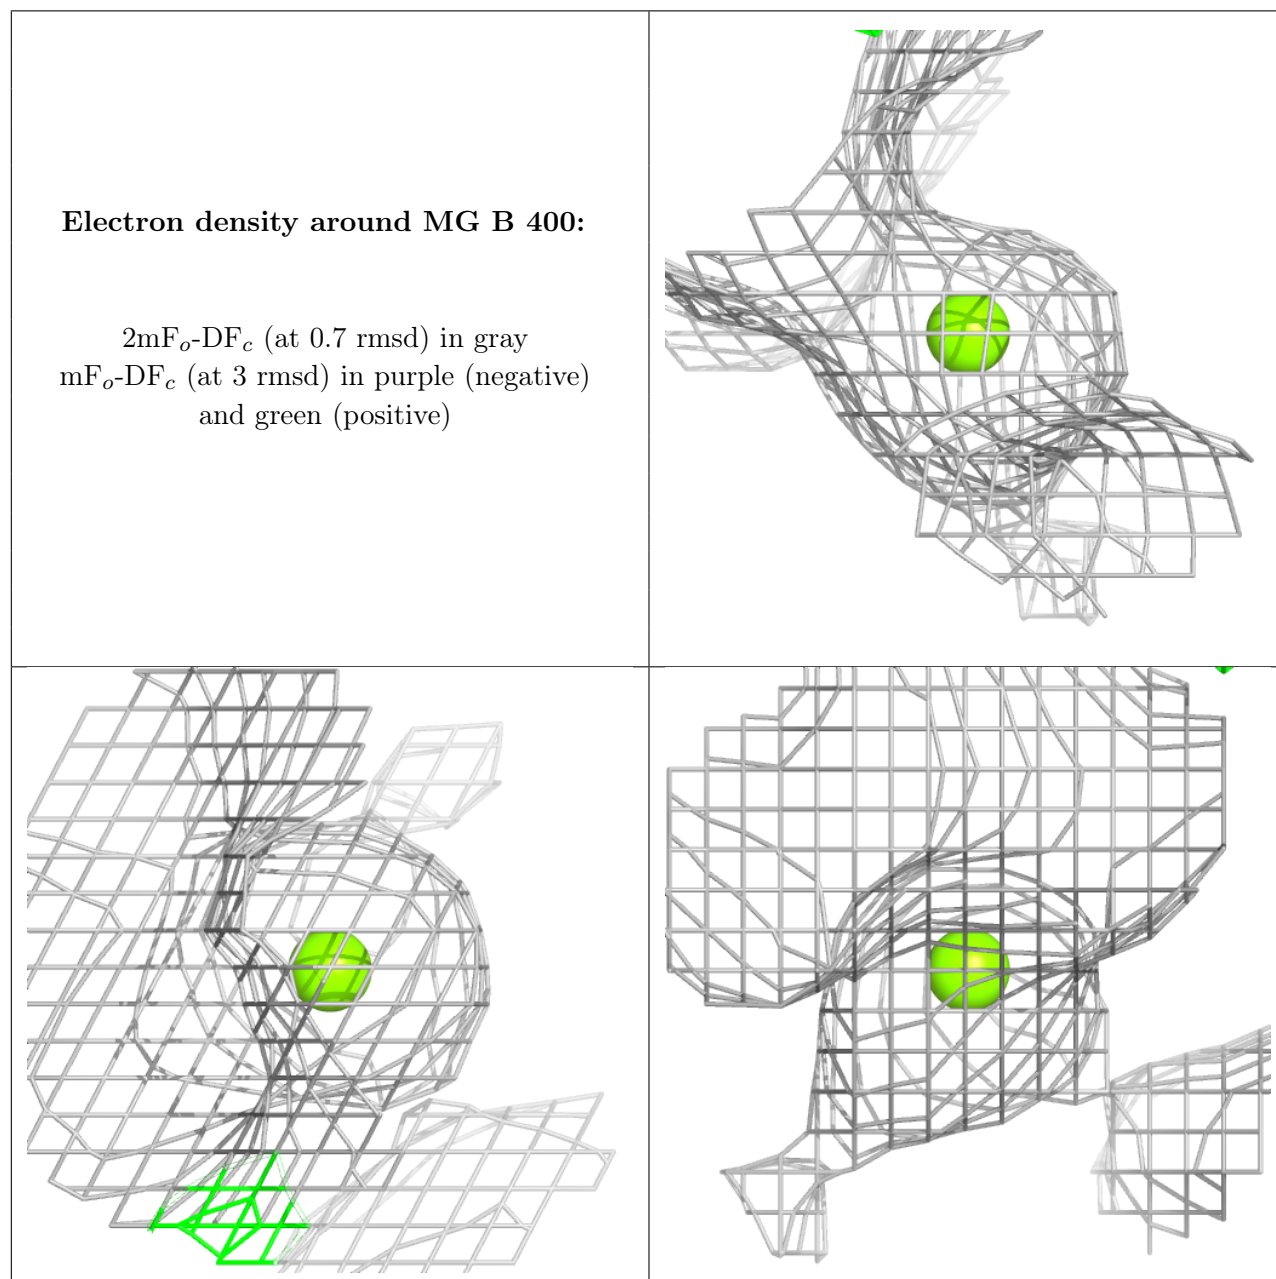 Electron density around MG B 400:
2mFo-DFc (at 0.7 rmsd) in gray
mFo-DFc (at 3 rmsd) in purple (negative)
and green (positive)